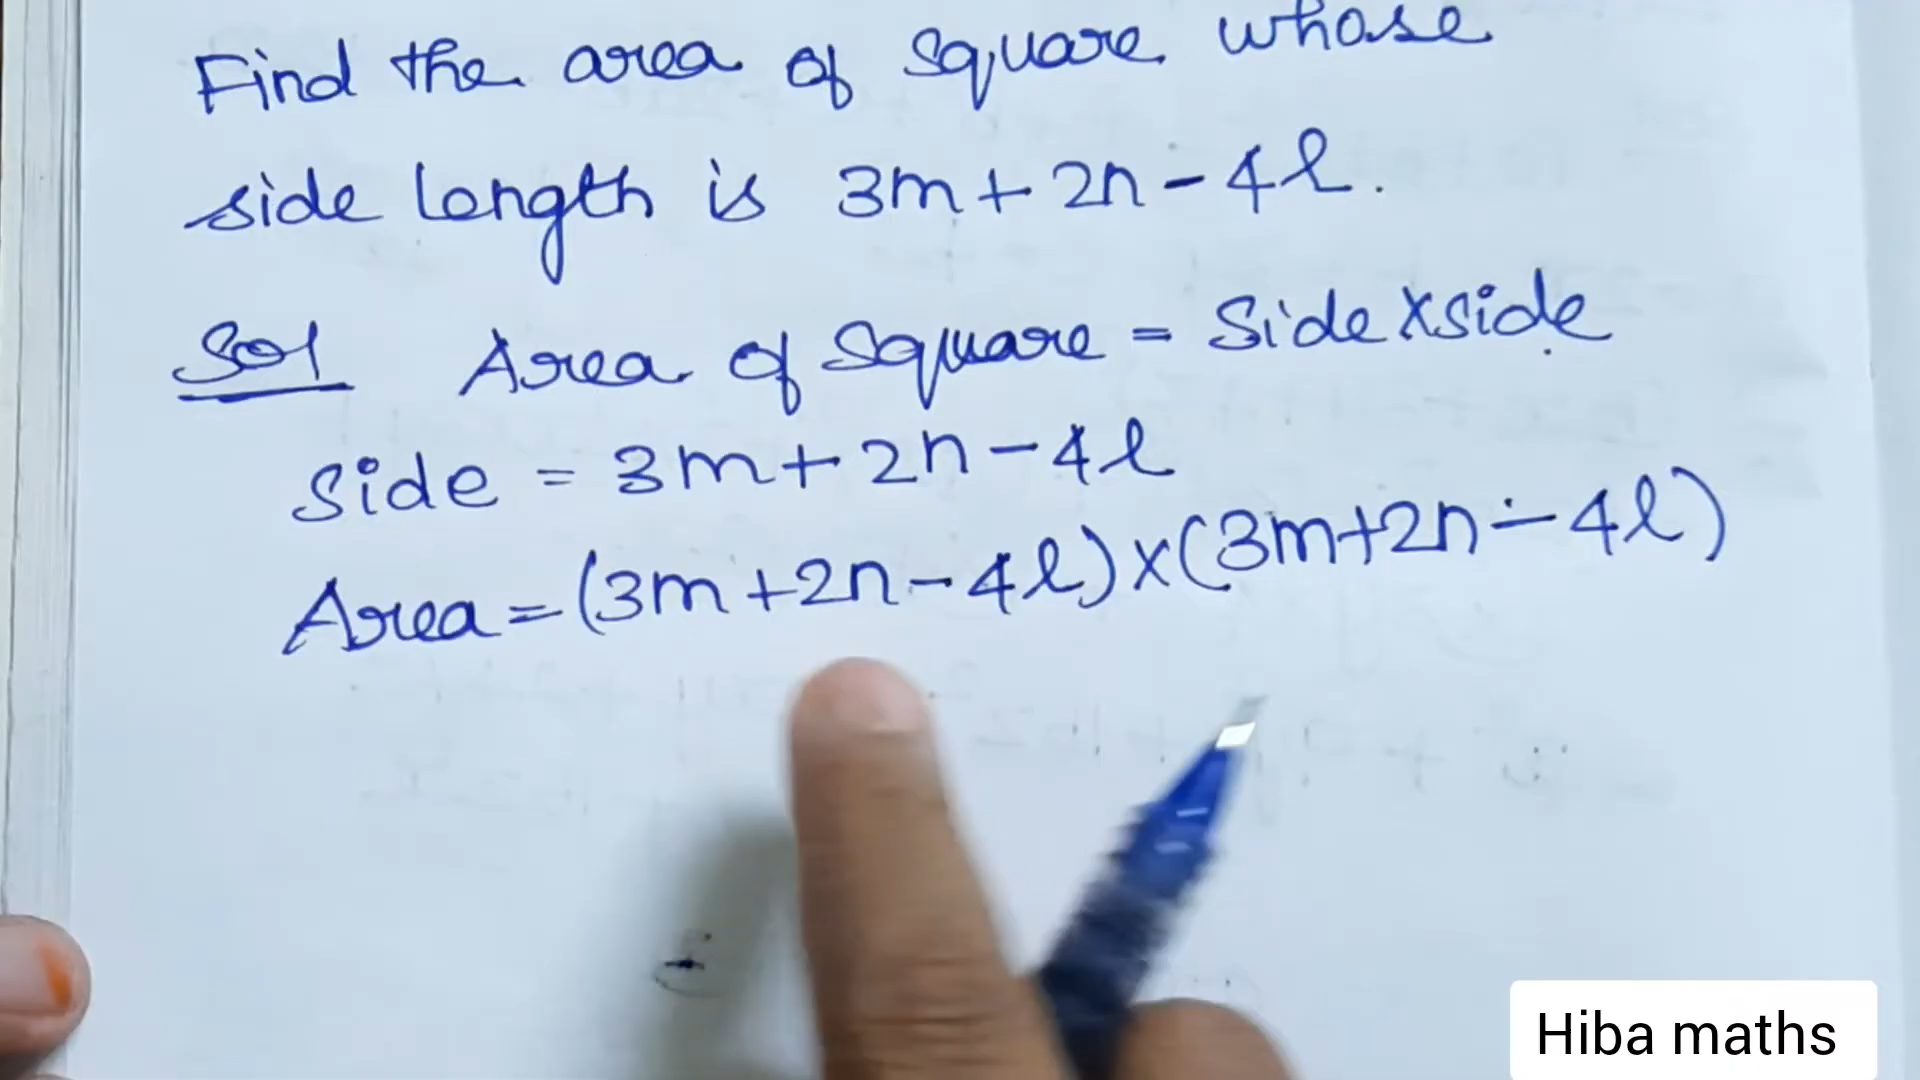 Find the area of square whose
side length is 3m + 2n - 4l.
Sol Area of Square = Side x side
side = 3m + 2n - 4l
Area = (3m + 2n - 4l) x (3m + 2n - 4l)
Hiba maths